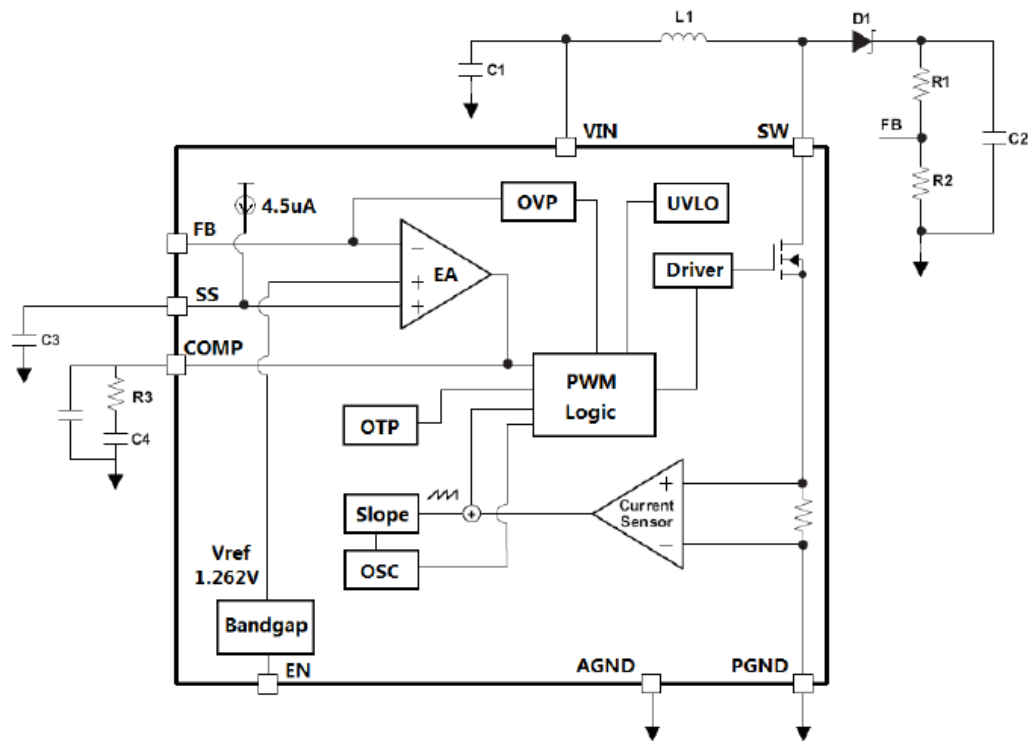 L1
D1
C1
R1
VIN
SW
FB
C2
R2
4.5uA
OVP
UVLO
FB
−
EA
Driver
+
SS
+
C3
COMP
PWM
Logic
R3
OTP
C4
+
Current
Sensor
Slope
+
−
Vref
OSC
1.262V
Bandgap
EN
AGND
PGND